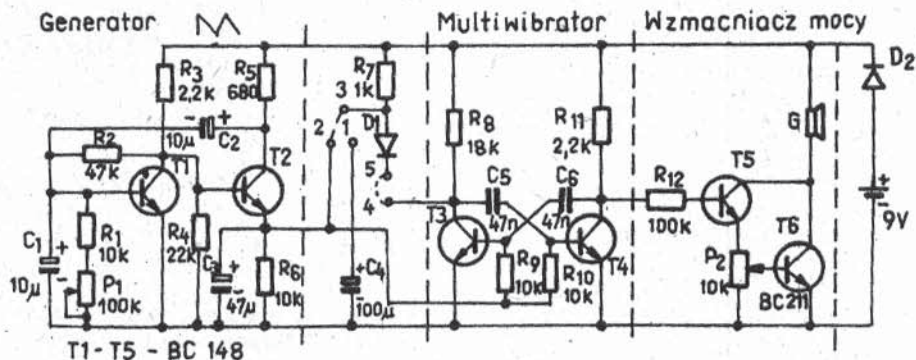 Generator
Multiwibrator
Wzmacniacz mocy
R3
2,2k
R5
680
3
R7
1k
D2
2
1
D1
- +
10μ C2
R2
47k
T1
T2
5
4
R8
18k
R11
2,2k
G
C5
47n
C6
47n
R12
100k
T5
+
-
9V
C1
+
-
10μ
R1
10k
P1
100k
R4
22k
C3
+
-
47μ
R6
10k
+
C4
-
100μ
T3
R9
10k
R10
10k
T4
P2
10k
T6
BC211
T1-T5 - BC 148